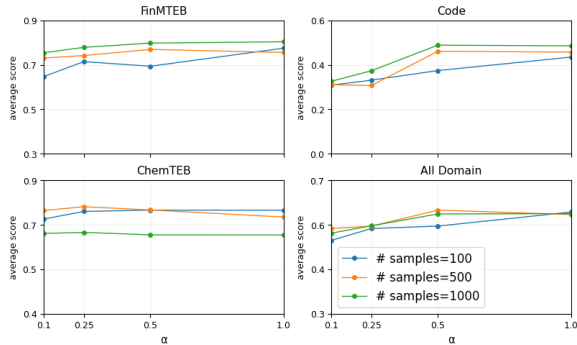 FinMTEB
average score
0.9
0.7
0.5
0.3
Code
average score
0.6
0.4
0.2
0.0
ChemTEB
average score
0.9
0.7
0.5
0.4
0.1
0.25
0.5
1.0
α
All Domain
average score
0.7
0.6
0.4
0.3
# samples=100
# samples=500
# samples=1000
0.1
0.25
0.5
1.0
α